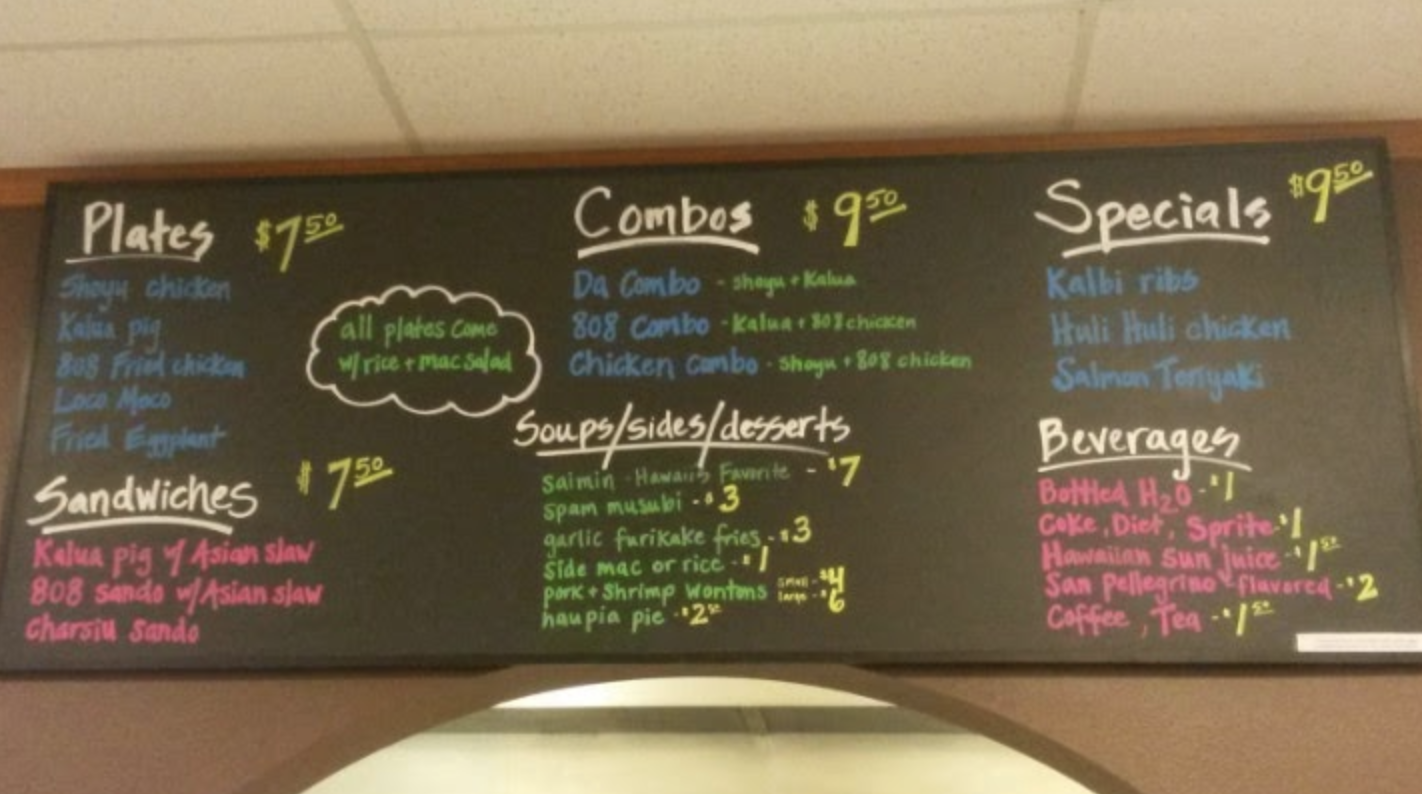 Plates $7.50
Shoyu chicken
Kalua pig
808 Fried chicken
Loco Moco
Fried Eggplant
all plates come
w/ rice + mac salad
Sandwiches $7.50
Kalua pig w/ Asian slaw
808 sando w/ Asian slaw
Charsiu Sando
Combos $9.50
Da Combo - shoyu + Kalua
808 Combo - Kalua + 808 chicken
Chicken Combo - shoyu + 808 chicken
Soups/sides/desserts
saimin - Hawaii's Favorite - $7
spam musubi - $3
garlic furikake fries - $3
Side mac or rice - $1
pork + Shrimp Wontons small - $4
large - $6
haupia pie - $2.50
Specials $9.50
Kalbi ribs
Huli Huli chicken
Salmon Teriyaki
Beverages
Bottled H2O - $1
Coke, Diet, Sprite - $1
Hawaiian Sun juice - $1.50
San pellegrino - flavored - $2
Coffee, Tea - $1.50